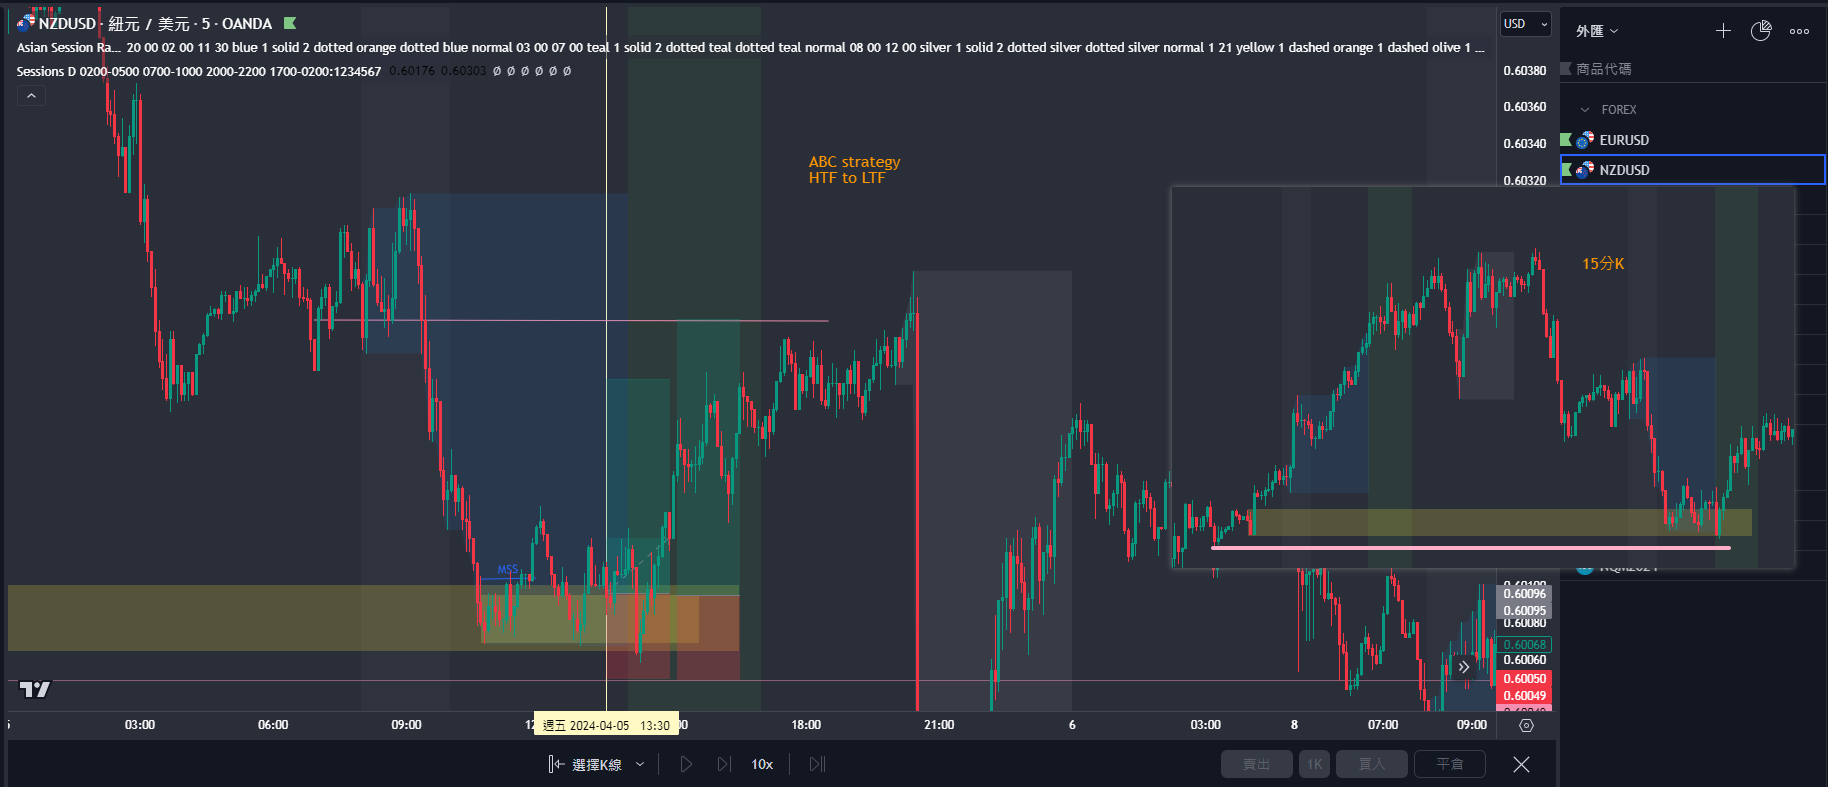 NZDUSD · 紐元 / 美元 · 5 · OANDA
Asian Session Ra... 20 00 02 00 11 30 blue 1 solid 2 dotted orange dotted blue normal 03 00 07 00 teal 1 solid 2 dotted teal dotted teal normal 08 00 12 00 silver 1 solid 2 dotted silver dotted silver normal 1 21 yellow 1 dashed orange 1 dashed olive 1 ...
Sessions D 0200-0500 0700-1000 2000-2200 1700-0200:1234567 0.60176 0.60303 Ø Ø Ø Ø Ø Ø
USD
外匯
商品代碼
FOREX
EURUSD
NZDUSD
0.60380
0.60360
0.60340
0.60320
ABC strategy
HTF to LTF
15分K
MSS
0.60100
0.60096
0.60095
0.60080
0.60068
0.60060
0.60050
0.60049
03:00
06:00
09:00
週五 2024-04-05 13:30
18:00
21:00
6
03:00
8
07:00
09:00
選擇K線
10x
賣出
1K
買入
平倉